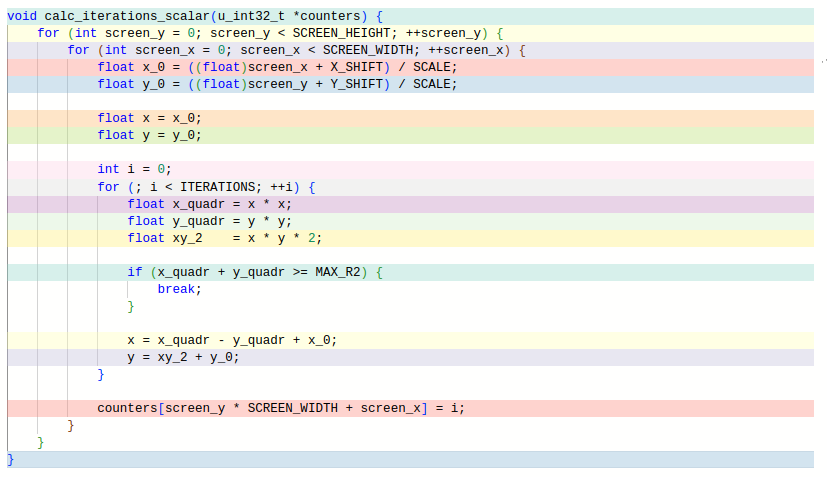 void calc_iterations_scalar(u_int32_t *counters) {
    for (int screen_y = 0; screen_y < SCREEN_HEIGHT; ++screen_y) {
        for (int screen_x = 0; screen_x < SCREEN_WIDTH; ++screen_x) {
            float x_0 = ((float)screen_x + X_SHIFT) / SCALE;
            float y_0 = ((float)screen_y + Y_SHIFT) / SCALE;

            float x = x_0;
            float y = y_0;

            int i = 0;
            for (; i < ITERATIONS; ++i) {
                float x_quadr = x * x;
                float y_quadr = y * y;
                float xy_2    = x * y * 2;

                if (x_quadr + y_quadr >= MAX_R2) {
                    break;
                }

                x = x_quadr - y_quadr + x_0;
                y = xy_2 + y_0;
            }

            counters[screen_y * SCREEN_WIDTH + screen_x] = i;
        }
    }
}